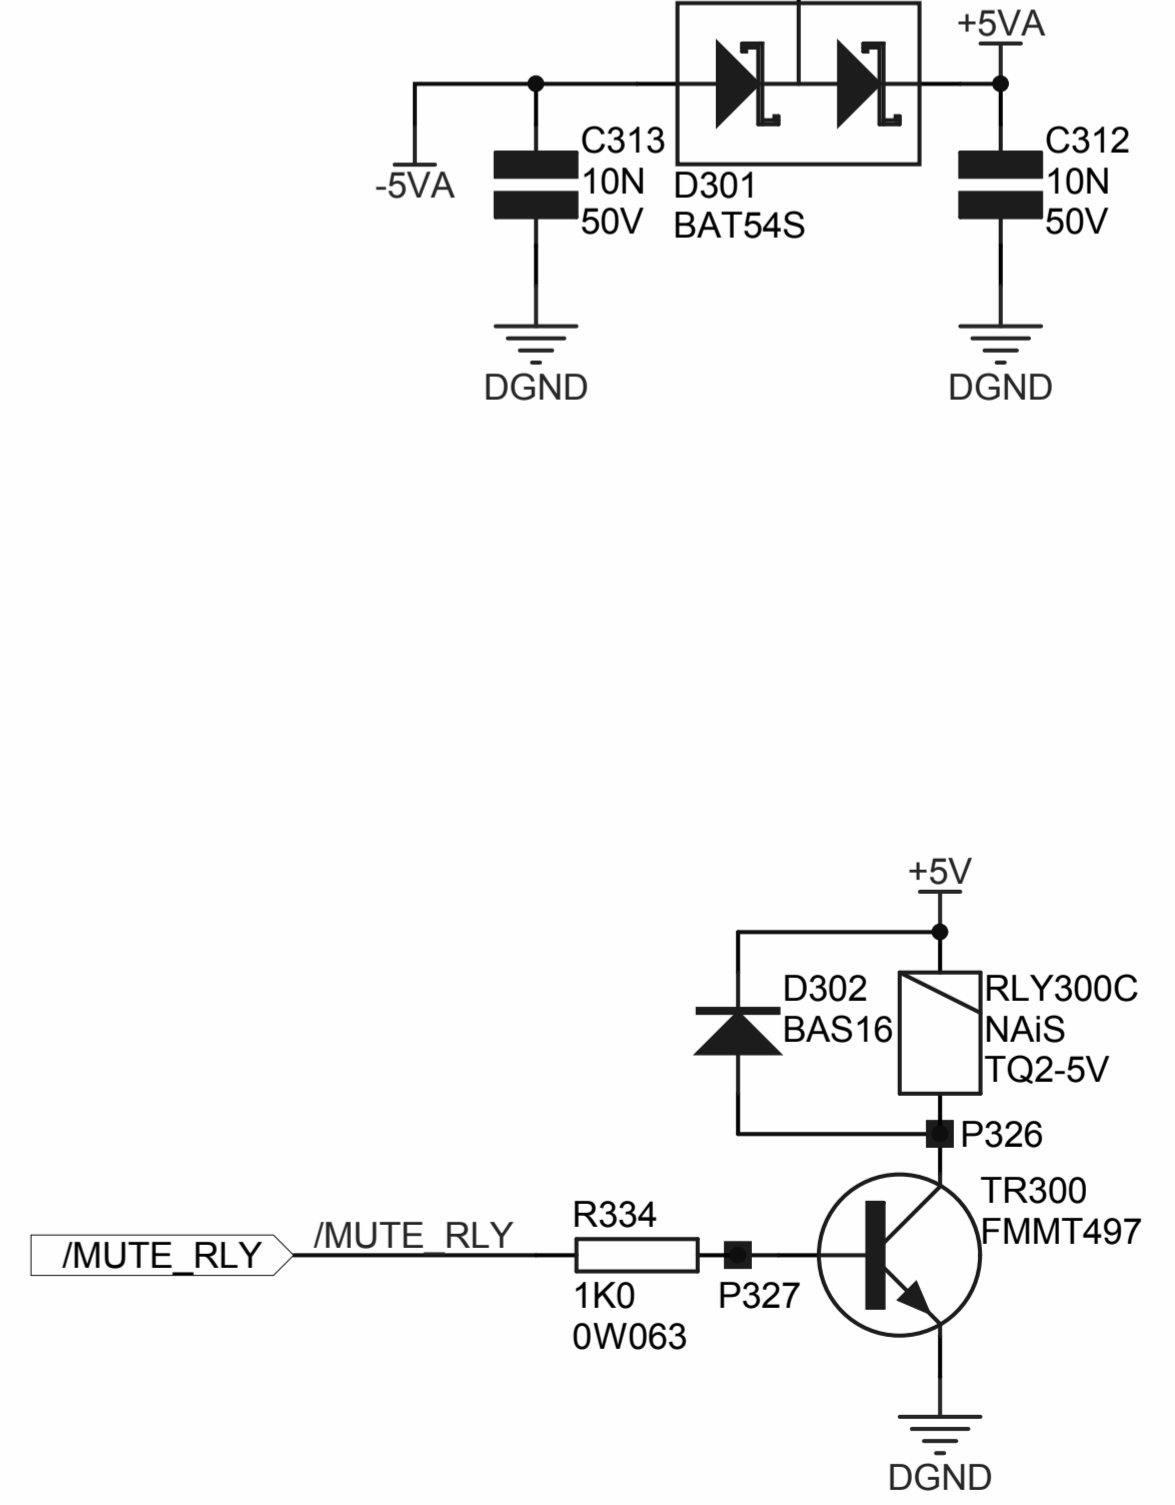 +5VA
-5VA
C313
10N
50V
D301
BAT54S
C312
10N
50V
DGND
DGND
+5V
D302
BAS16
RLY300C
NAiS
TQ2-5V
P326
TR300
FMMT497
/MUTE_RLY
/MUTE_RLY
R334
1K0
0W063
P327
DGND